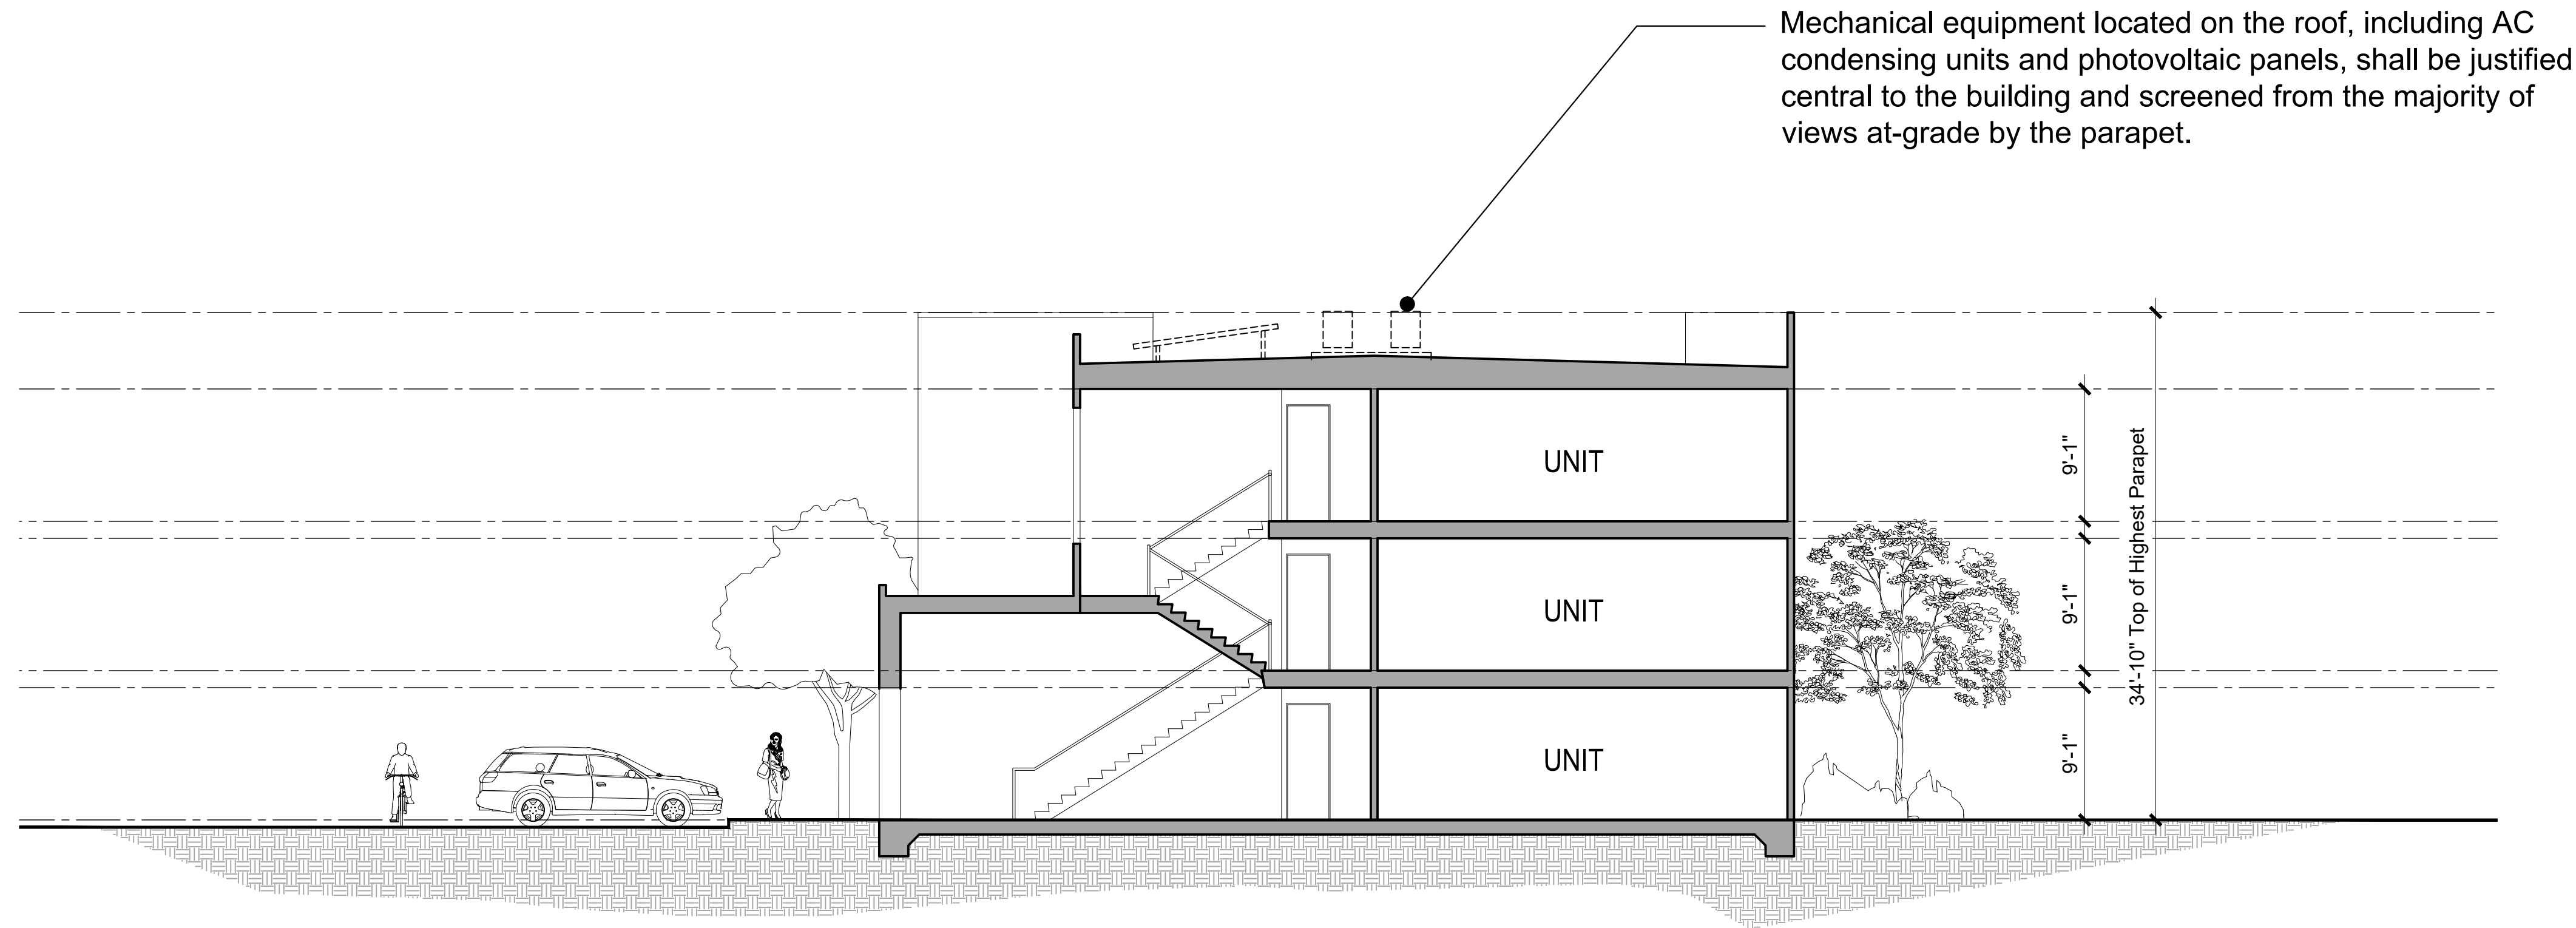 Mechanical equipment located on the roof, including AC
condensing units and photovoltaic panels, shall be justified
central to the building and screened from the majority of
views at-grade by the parapet.
UNIT
9'-1"
34'-10" Top of Highest Parapet
UNIT
9'-1"
UNIT
9'-1"